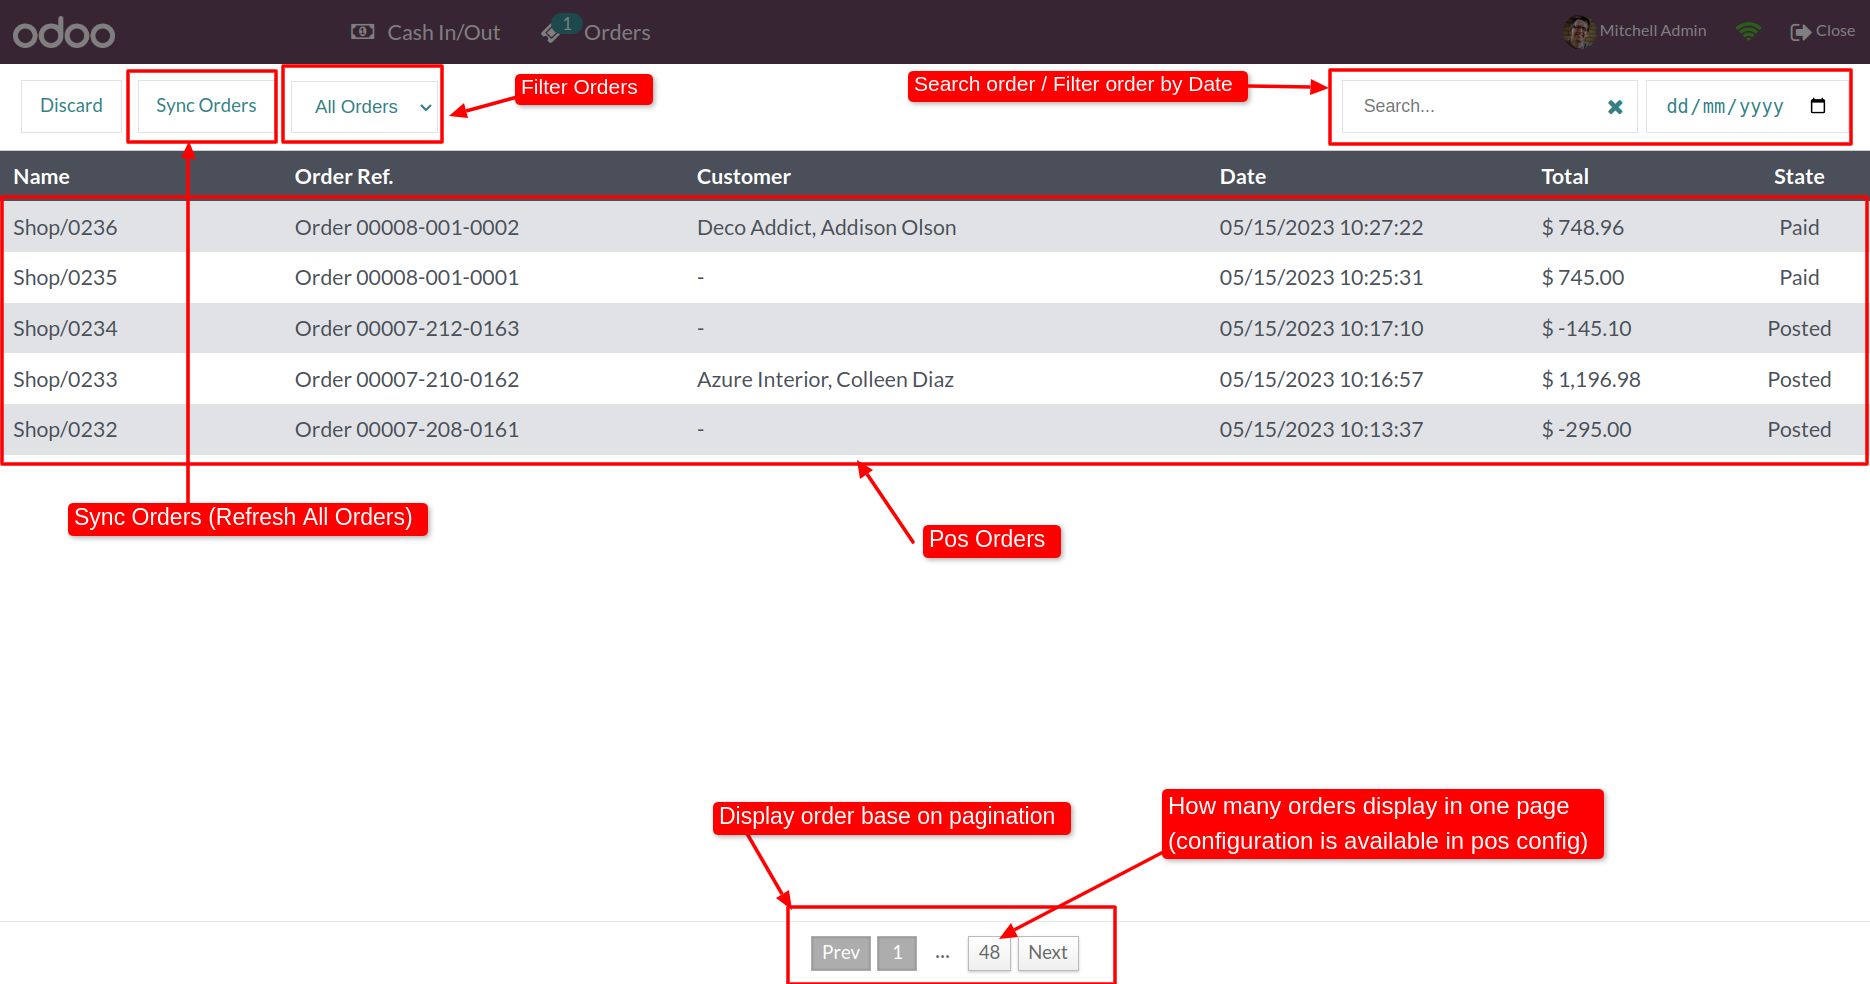 odoo
Cash In/Out
1
Orders
Mitchell Admin
Close
Discard
Sync Orders
All Orders
Filter Orders
Search order / Filter order by Date
Search...
dd/mm/yyyy
Name Order Ref. Customer Date Total State
Shop/0236 Order 00008-001-0002 Deco Addict, Addison Olson 05/15/2023 10:27:22 $ 748.96 Paid
Shop/0235 Order 00008-001-0001 - 05/15/2023 10:25:31 $ 745.00 Paid
Shop/0234 Order 00007-212-0163 - 05/15/2023 10:17:10 $ -145.10 Posted
Shop/0233 Order 00007-210-0162 Azure Interior, Colleen Diaz 05/15/2023 10:16:57 $ 1,196.98 Posted
Shop/0232 Order 00007-208-0161 - 05/15/2023 10:13:37 $ -295.00 Posted
Sync Orders (Refresh All Orders)
Pos Orders
Display order base on pagination
How many orders display in one page
(configuration is available in pos config)
Prev 1 ... 48 Next